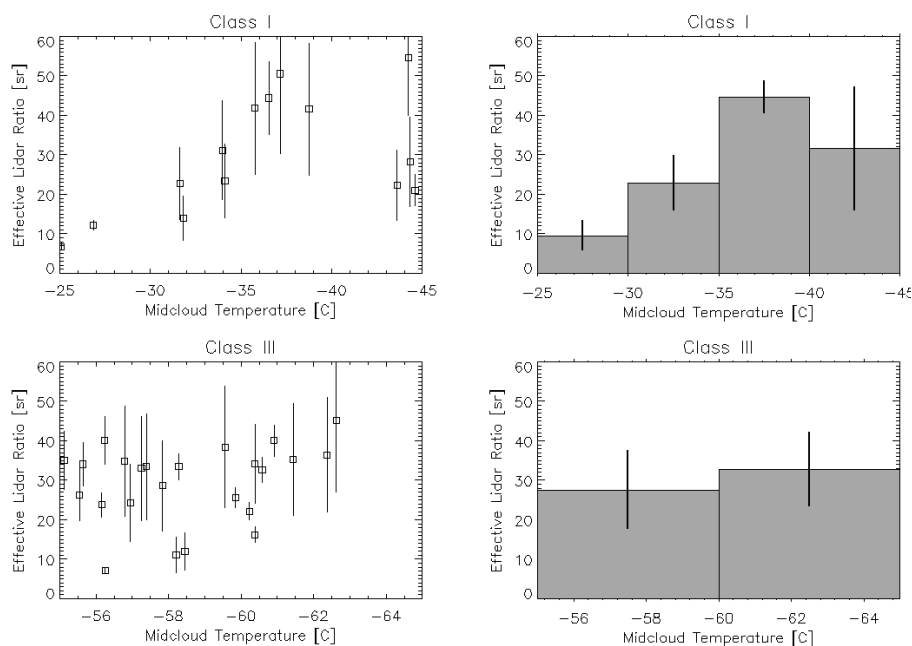 Class I
Effective Lidar Ratio [sr]
60
50
40
30
20
10
0
-25 -30 -35 -40 -45
Midcloud Temperature [C]
Class I
Effective Lidar Ratio [sr]
60
50
40
30
20
10
0
-25 -30 -35 -40 -45
Midcloud Temperature [C]
Class III
Effective Lidar Ratio [sr]
60
50
40
30
20
10
0
-56 -58 -60 -62 -64
Midcloud Temperature [C]
Class III
Effective Lidar Ratio [sr]
60
50
40
30
20
10
0
-56 -58 -60 -62 -64
Midcloud Temperature [C]